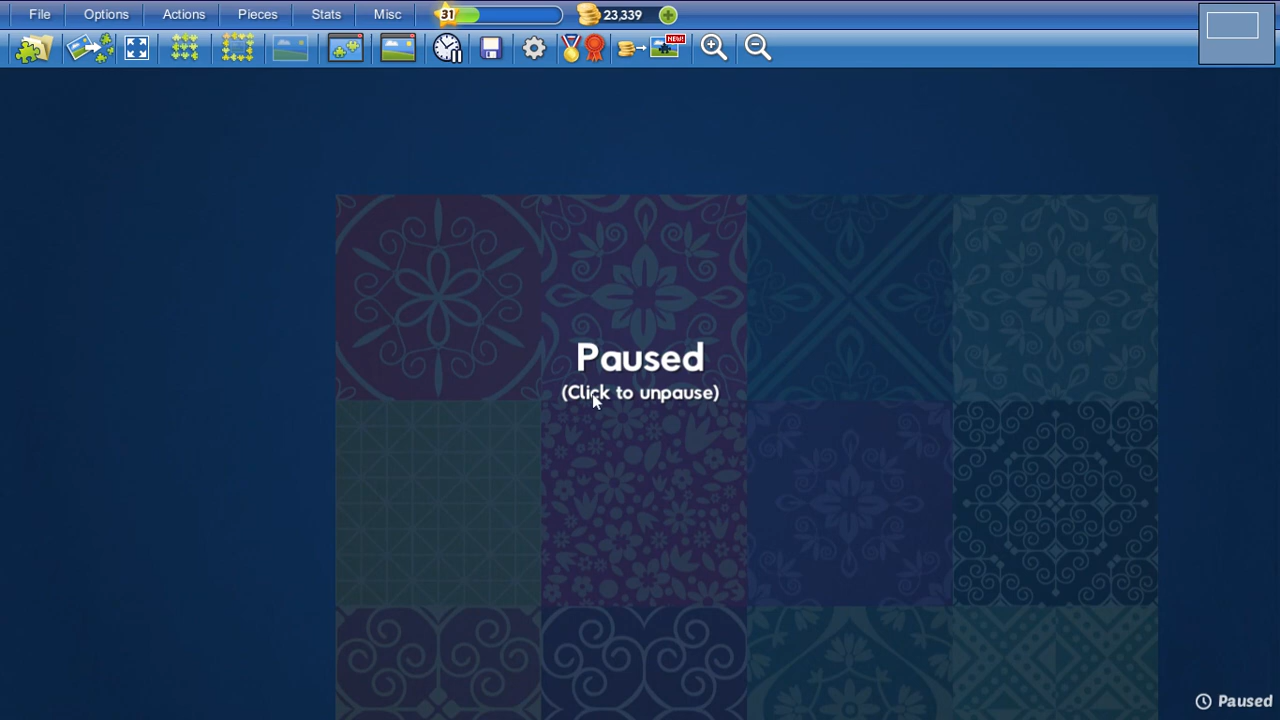 File Options Actions Pieces Stats Misc 31 23,339
NEW!
Paused
(Click to unpause)
Paused